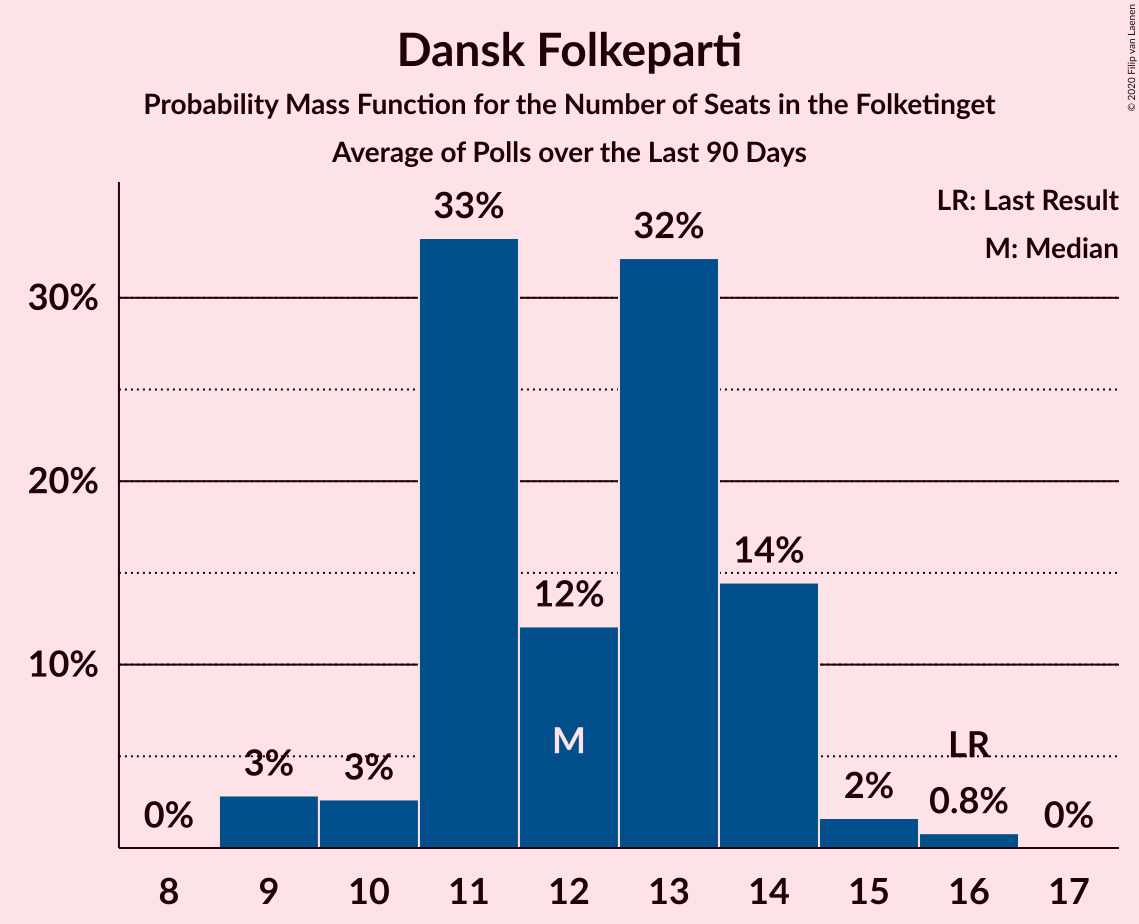 Dansk Folkeparti
Probability Mass Function for the Number of Seats in the Folketinget
Average of Polls over the Last 90 Days
© 2020 Filip van Laenen
LR: Last Result
M: Median
30%
20%
10%
0%
3%
3%
33%
12%
32%
14%
2%
0.8%
0%
M
LR
8 9 10 11 12 13 14 15 16 17